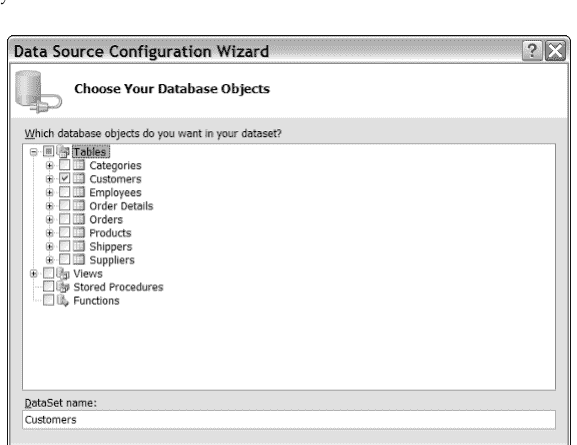 y
Data Source Configuration Wizard
?
Choose Your Database Objects
Which database objects do you want in your dataset?
Tables
Categories
Customers
Employees
Order Details
Orders
Products
Shippers
Suppliers
Views
Stored Procedures
Functions
DataSet name:
Customers